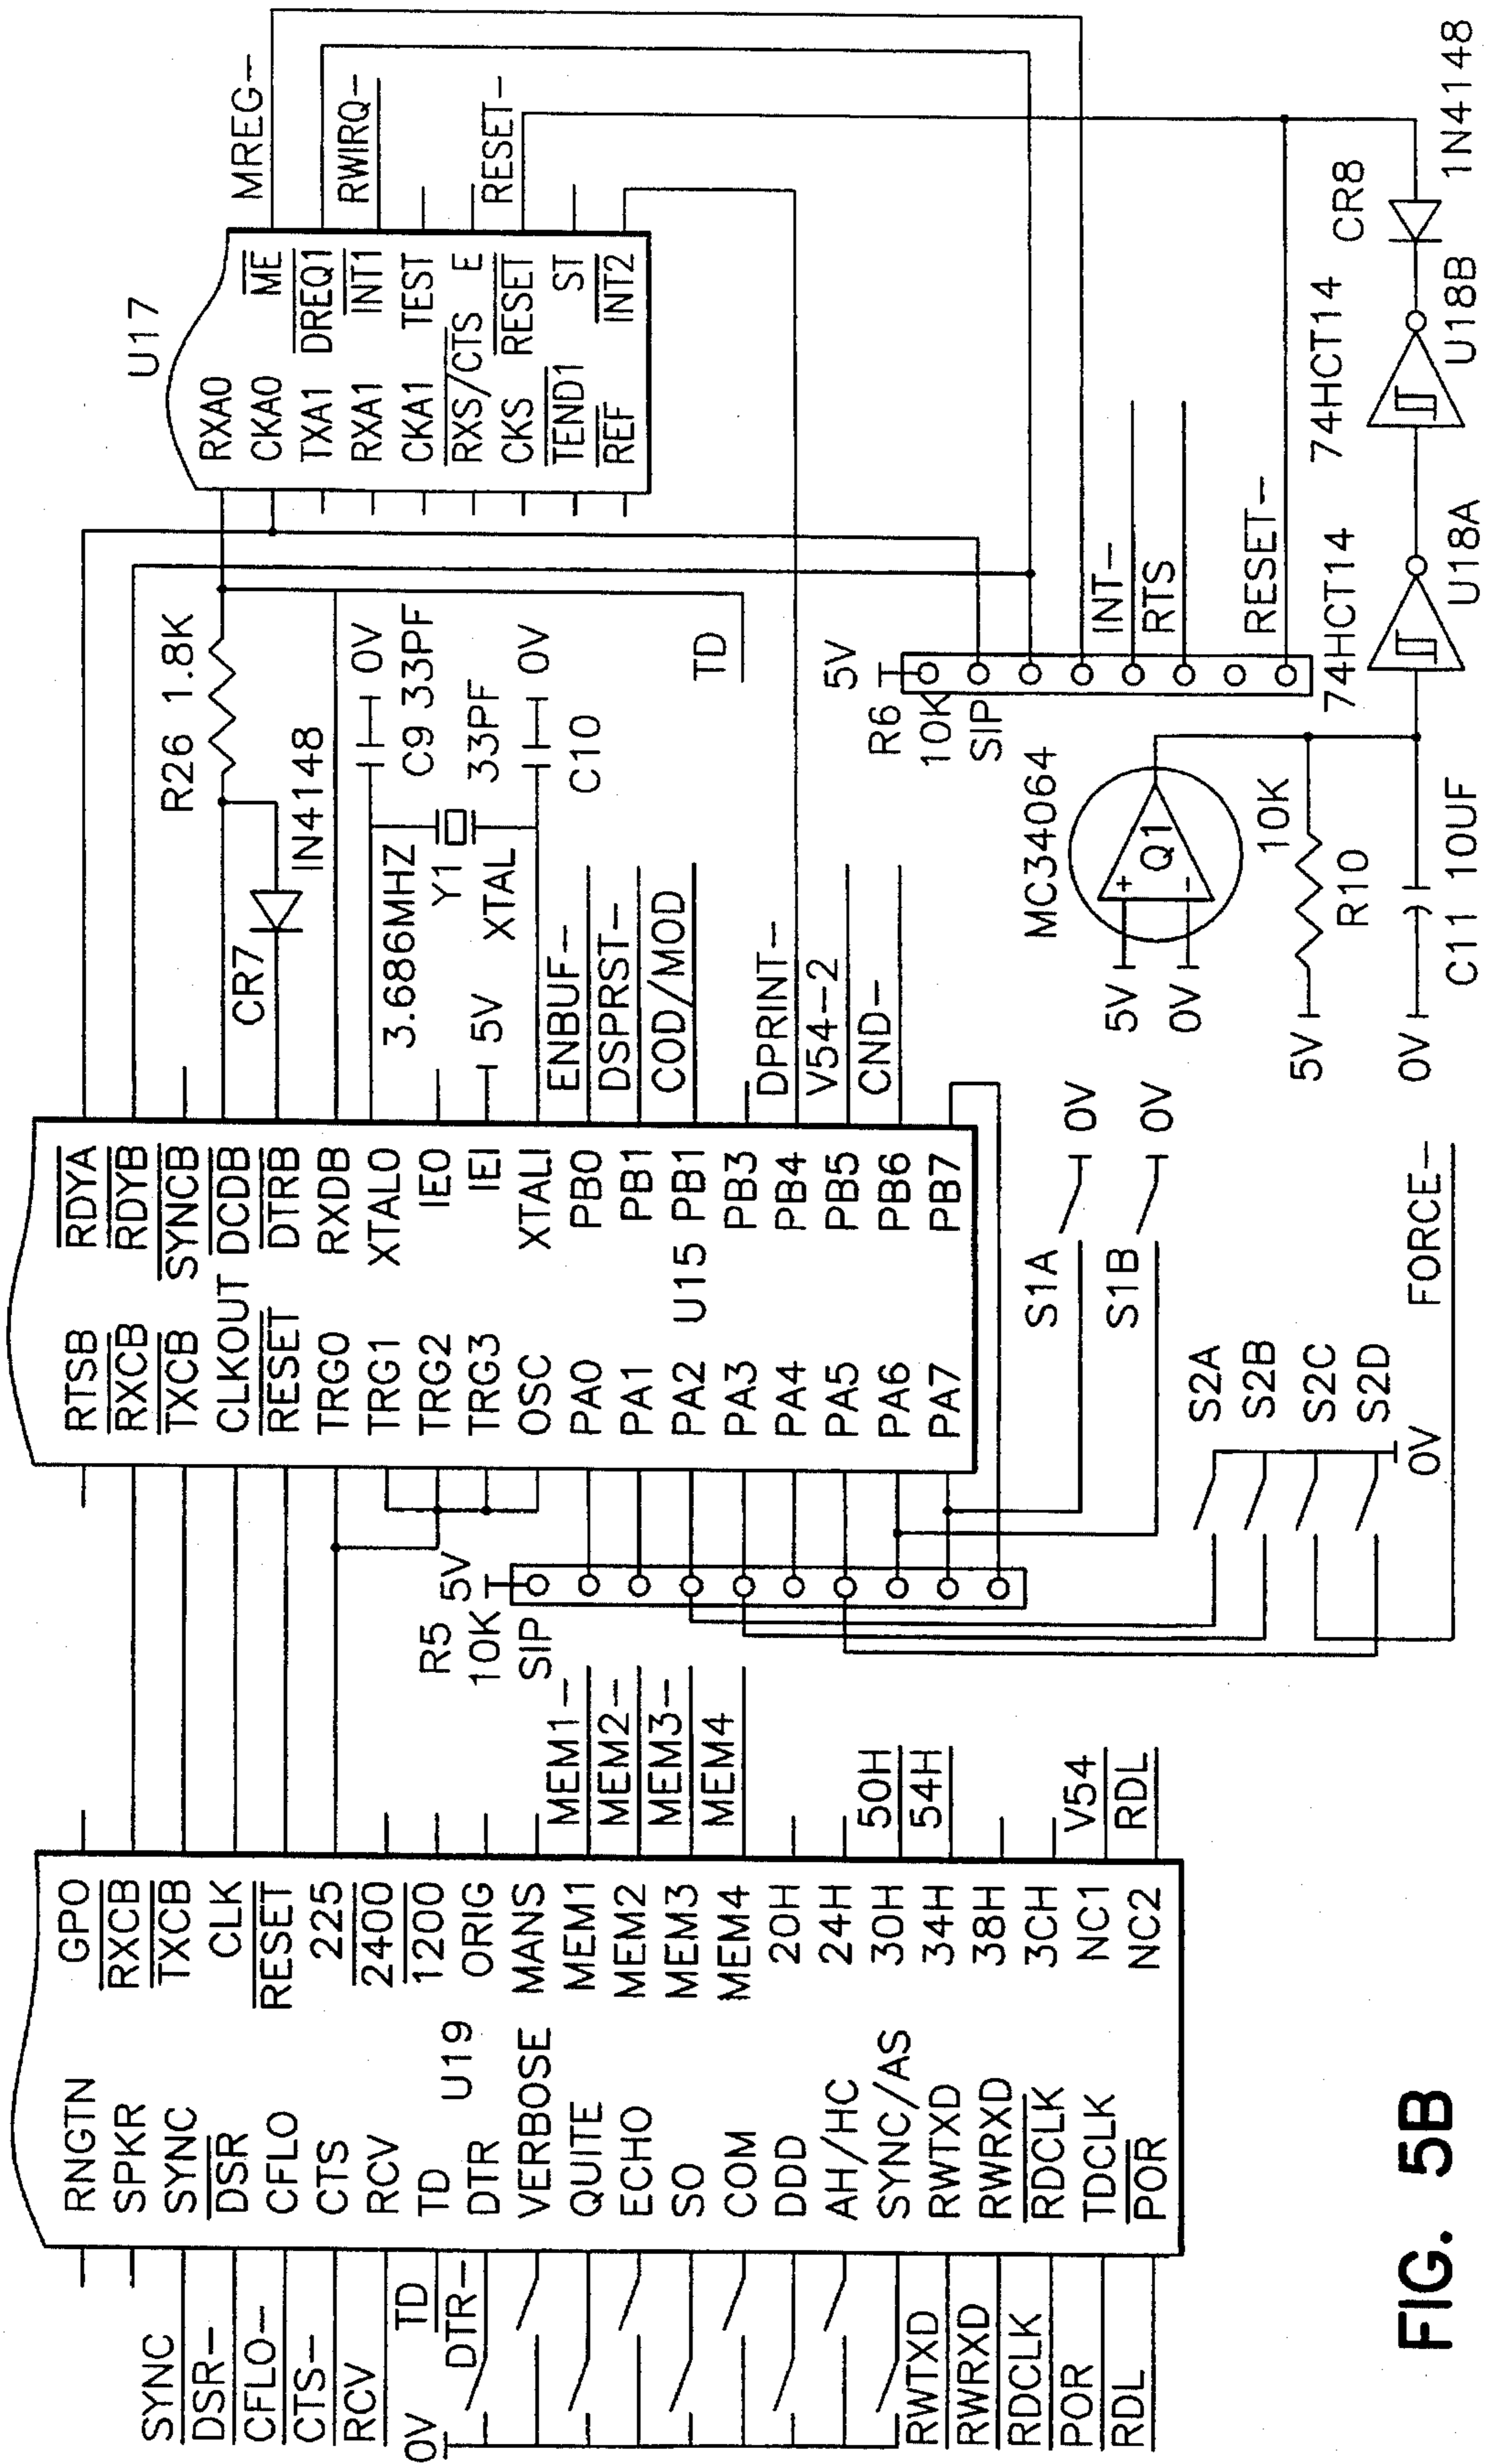 RNGTN
SPKR
SYNC
DSR
CFLO
CTS
RCV
TD
DTR
VERBOSE
QUITE
ECHO
SO
COM
DDD
AH/HC
SYNC/AS
RWTXD
RWRXD
RDCLK
TDCLK
POR
U19
GPO
RXCB
TXCB
CLK
RESET
225
2400
1200
ORIG
MANS
MEM1
MEM2
MEM3
MEM4
20H
24H
30H
34H
38H
3CH
NC1
NC2
SYNC
DSR-
CFLO-
CTS-
RCV
TD
DTR-
0V
RWTXD
RWRXD
RDCLK
POR
RDL
MEM1-
MEM2-
MEM3-
MEM4
50H
54H
V54
RDL
R5 5V
10K
SIP
RTSB
RXCB
TXCB
CLKOUT
RESET
TRG0
TRG1
TRG2
TRG3
OSC
PA0
PA1
PA2
PA3
PA4
PA5
PA6
PA7
U15
RDYA
RDYB
SYNCB
DCDB
DTRB
RXDB
XTALO
IEO
IEI
XTALI
PB0
PB1
PB1
PB3
PB4
PB5
PB6
PB7
S2A
S2B
S2C
S2D
0V
FORCE-
S1A
0V
S1B
0V
CR7
IN4148
R26 1.8K
3.686MHZ
Y1
XTAL
5V
0V
C9 33PF
33PF
0V
C10
ENBUF-
DSPRST-
COD/MOD
DPRINT-
V54--2
CND-
TD
U17
RXA0
CKA0
TXA1
RXA1
CKA1
RXS/CTS
CKS
TEND1
REF
ME
DREQ1
INT1
TEST
E
RESET
ST
INT2
MREG-
RWIRQ-
RESET-
5V
R6
10K
SIP
INT-
RTS
RESET-
MC34064
Q1
+
-
5V
0V
10K
R10
5V
0V
C11 10UF
74HCT14
U18A
74HCT14
U18B
CR8
1N4148
FIG. 5B